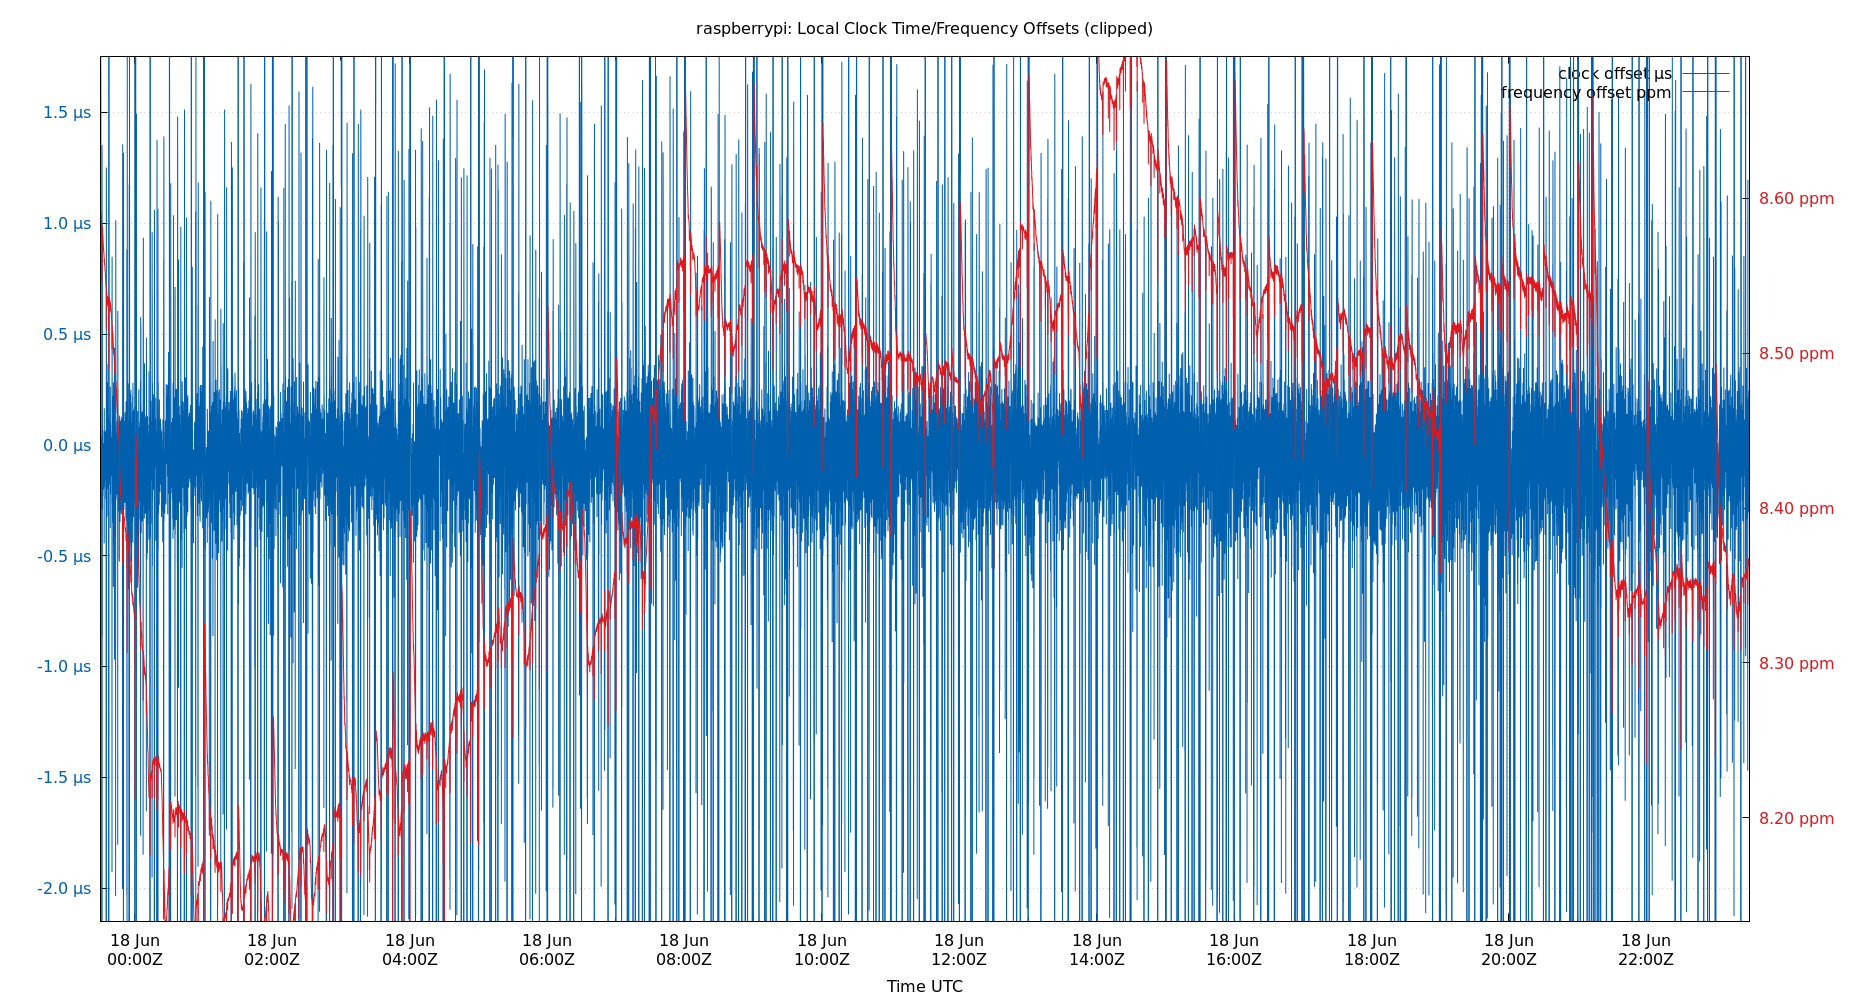 raspberrypi: Local Clock Time/Frequency Offsets (clipped)
clock offset µs
frequency offset ppm
1.5 µs
1.0 µs
0.5 µs
0.0 µs
-0.5 µs
-1.0 µs
-1.5 µs
-2.0 µs
8.60 ppm
8.50 ppm
8.40 ppm
8.30 ppm
8.20 ppm
18 Jun 18 Jun 18 Jun 18 Jun 18 Jun 18 Jun 18 Jun 18 Jun 18 Jun 18 Jun 18 Jun 18 Jun
00:00Z 02:00Z 04:00Z 06:00Z 08:00Z 10:00Z 12:00Z 14:00Z 16:00Z 18:00Z 20:00Z 22:00Z
Time UTC